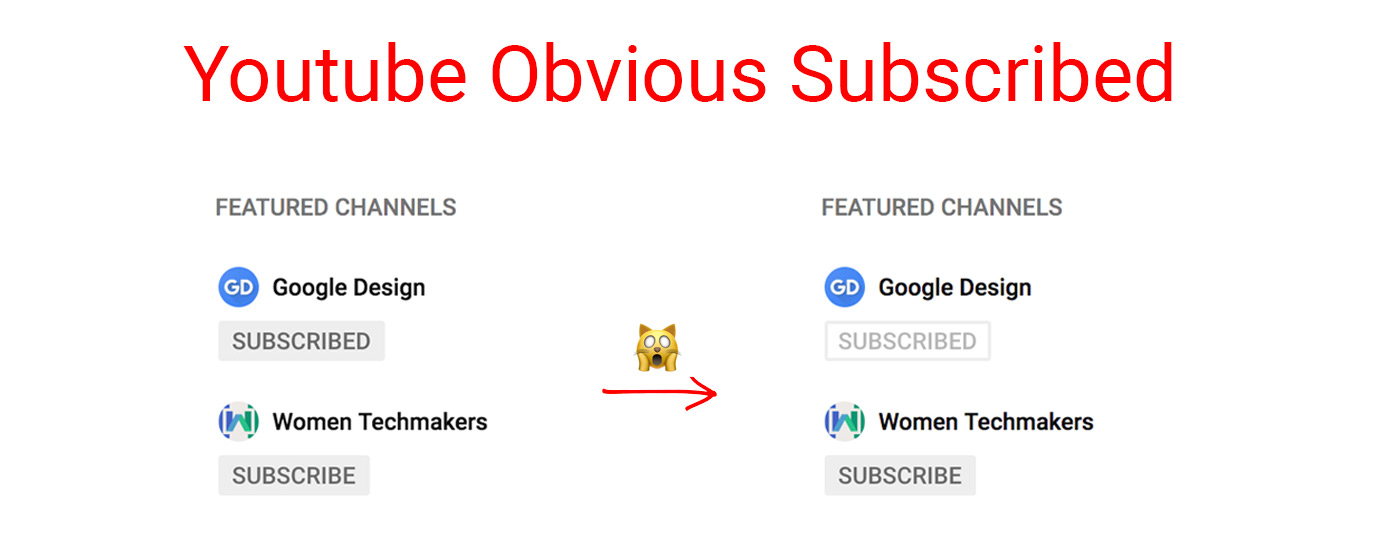 Youtube Obvious Subscribed
FEATURED CHANNELS
GD Google Design
SUBSCRIBED
W Women Techmakers
SUBSCRIBE
FEATURED CHANNELS
GD Google Design
SUBSCRIBED
W Women Techmakers
SUBSCRIBE